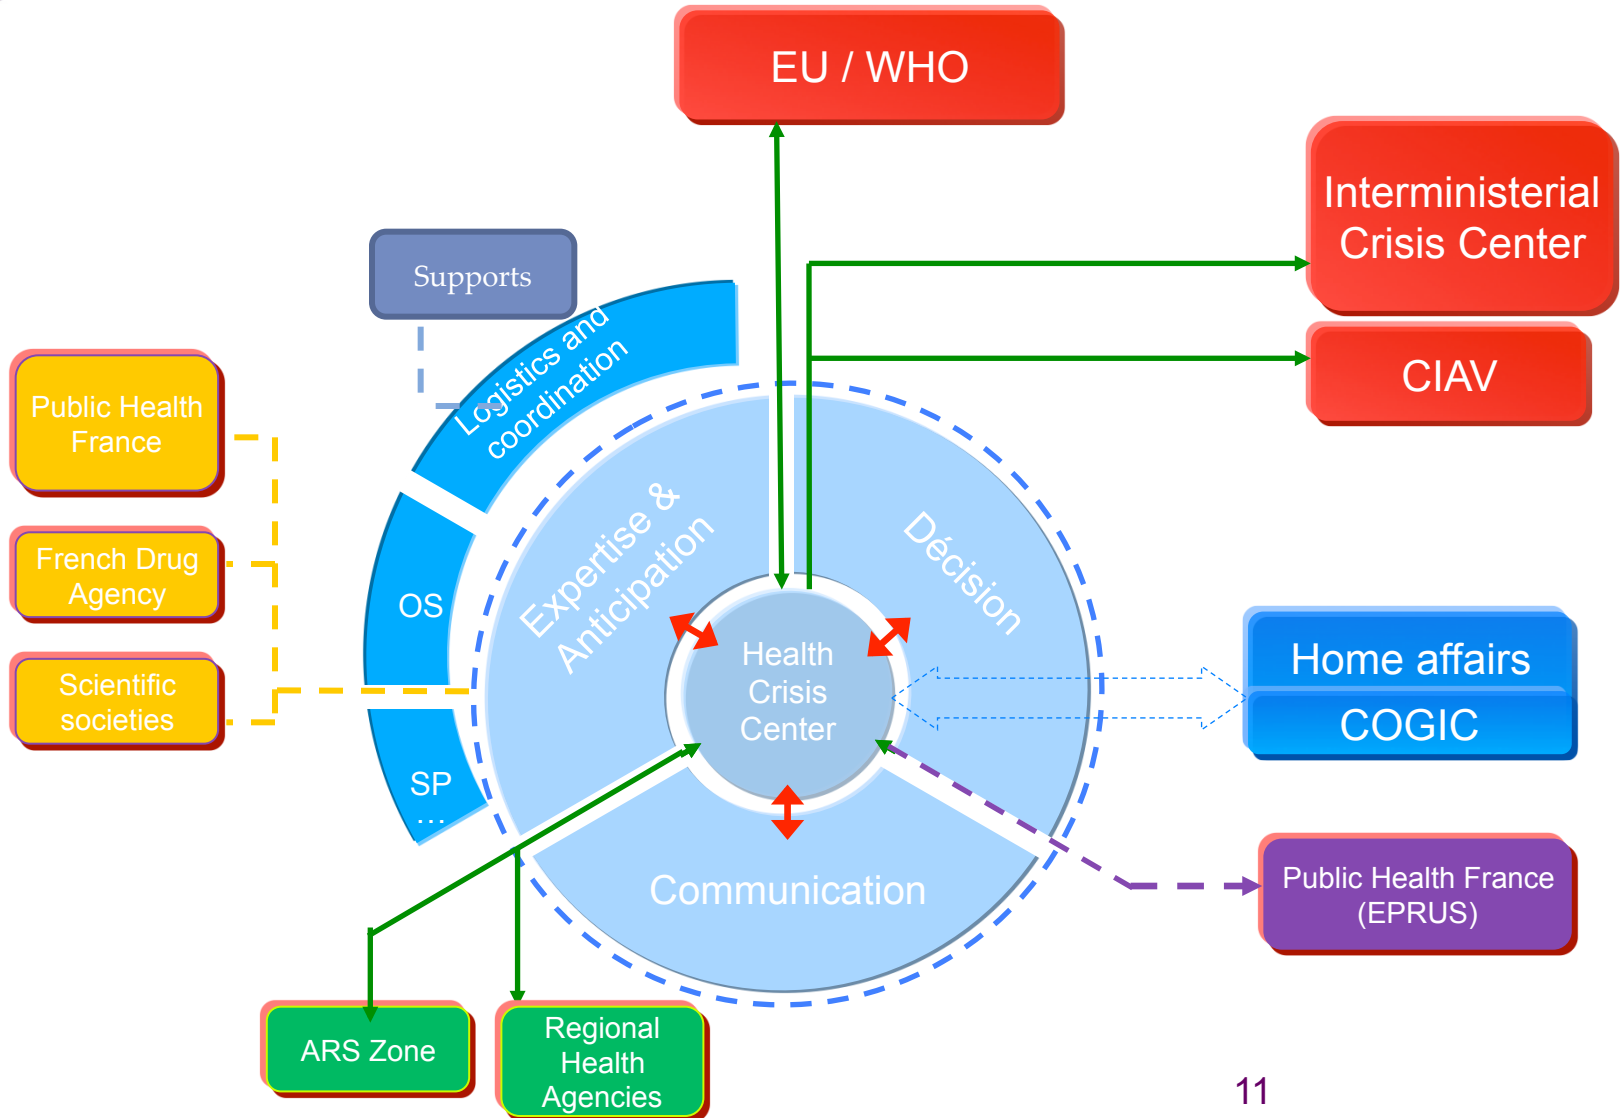 EU / WHO
Interministerial
Crisis Center
CIAV
Supports
Logistics and
coordination
Public Health
France
French Drug
Agency
Scientific
societies
OS
SP
...
Expertise &
Anticipation
Décision
Health
Crisis
Center
Communication
Home affairs
COGIC
Public Health France
(EPRUS)
ARS Zone
Regional
Health
Agencies
11